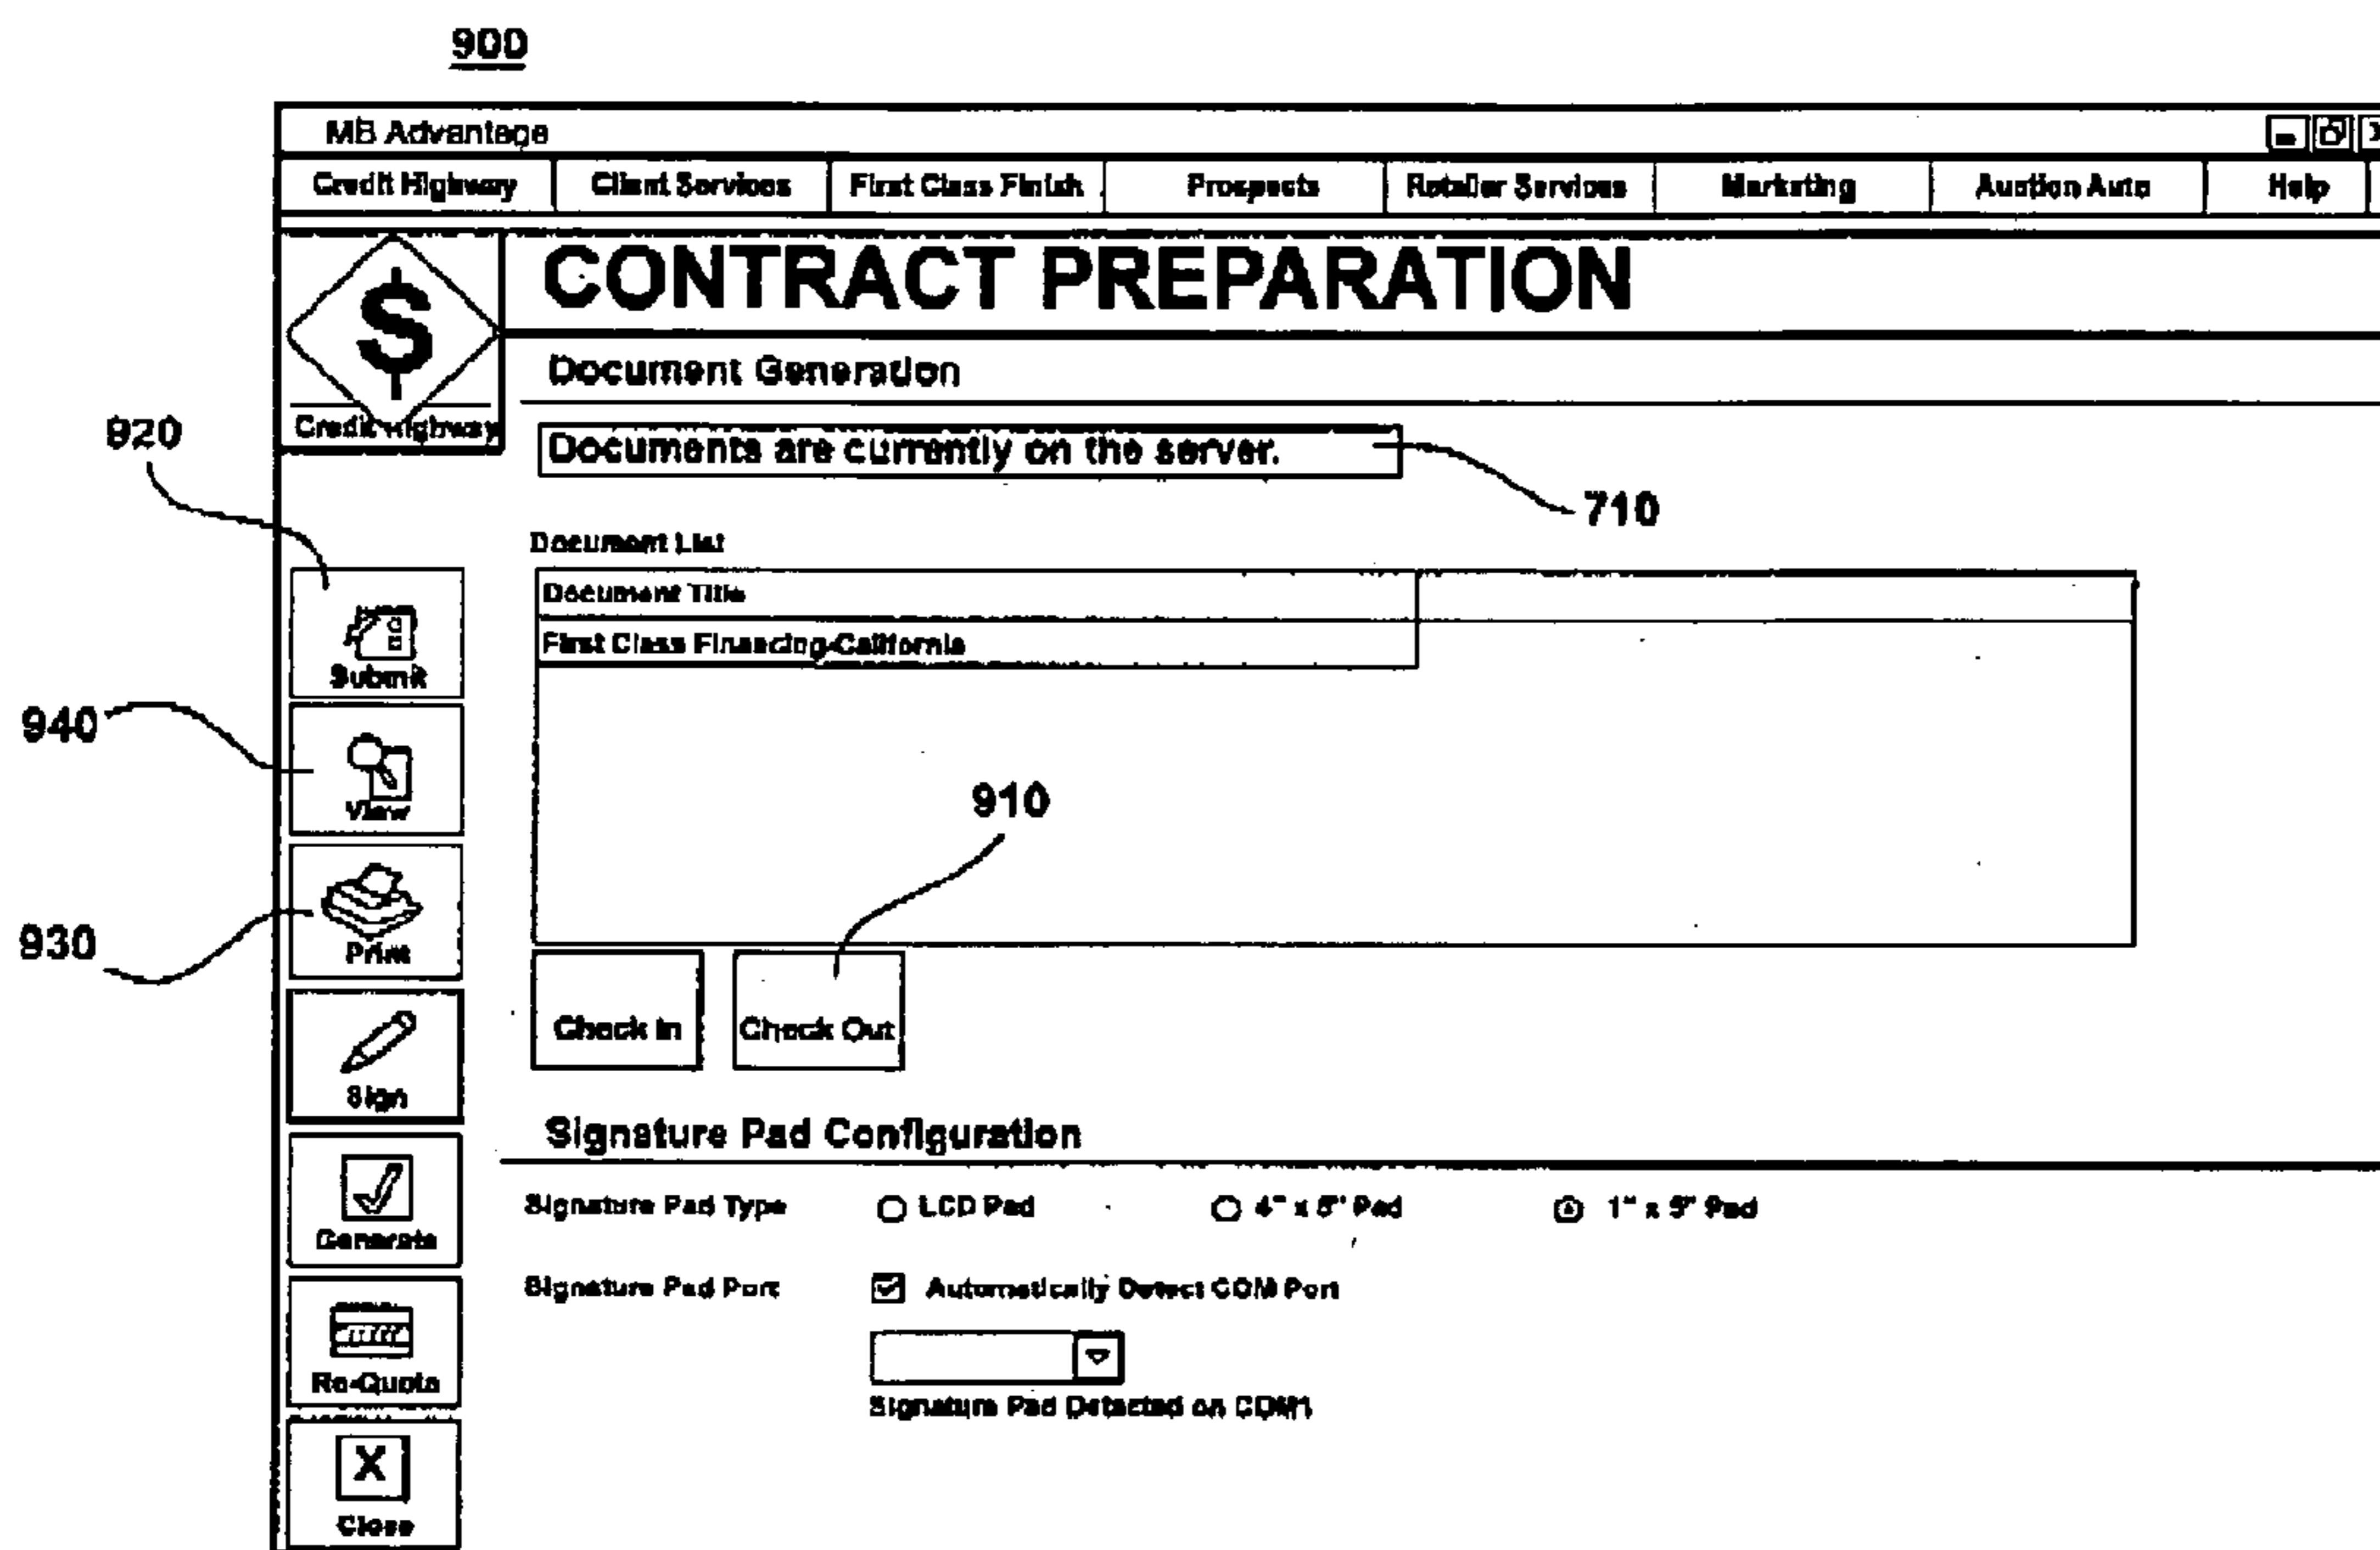 900
MB Advantage
Credit Highway Client Services First Class Finish Prospects Retailer Services Marketing Auction Auto Help
$
CONTRACT PREPARATION
Credit Highway
Document Generation
Documents are currently on the server.
920
710
Document List
Document Title
First Class Financing-California
Submit
940
View
910
930
Print
Check In Check Out
Sign
Signature Pad Configuration
Signature Pad Type LCD Pad 4" x 5" Pad 1" x 5" Pad
Generate
Signature Pad Port Automatically Detect COM Port
Re-Quote
Signature Pad Detected on COM1
X
Close